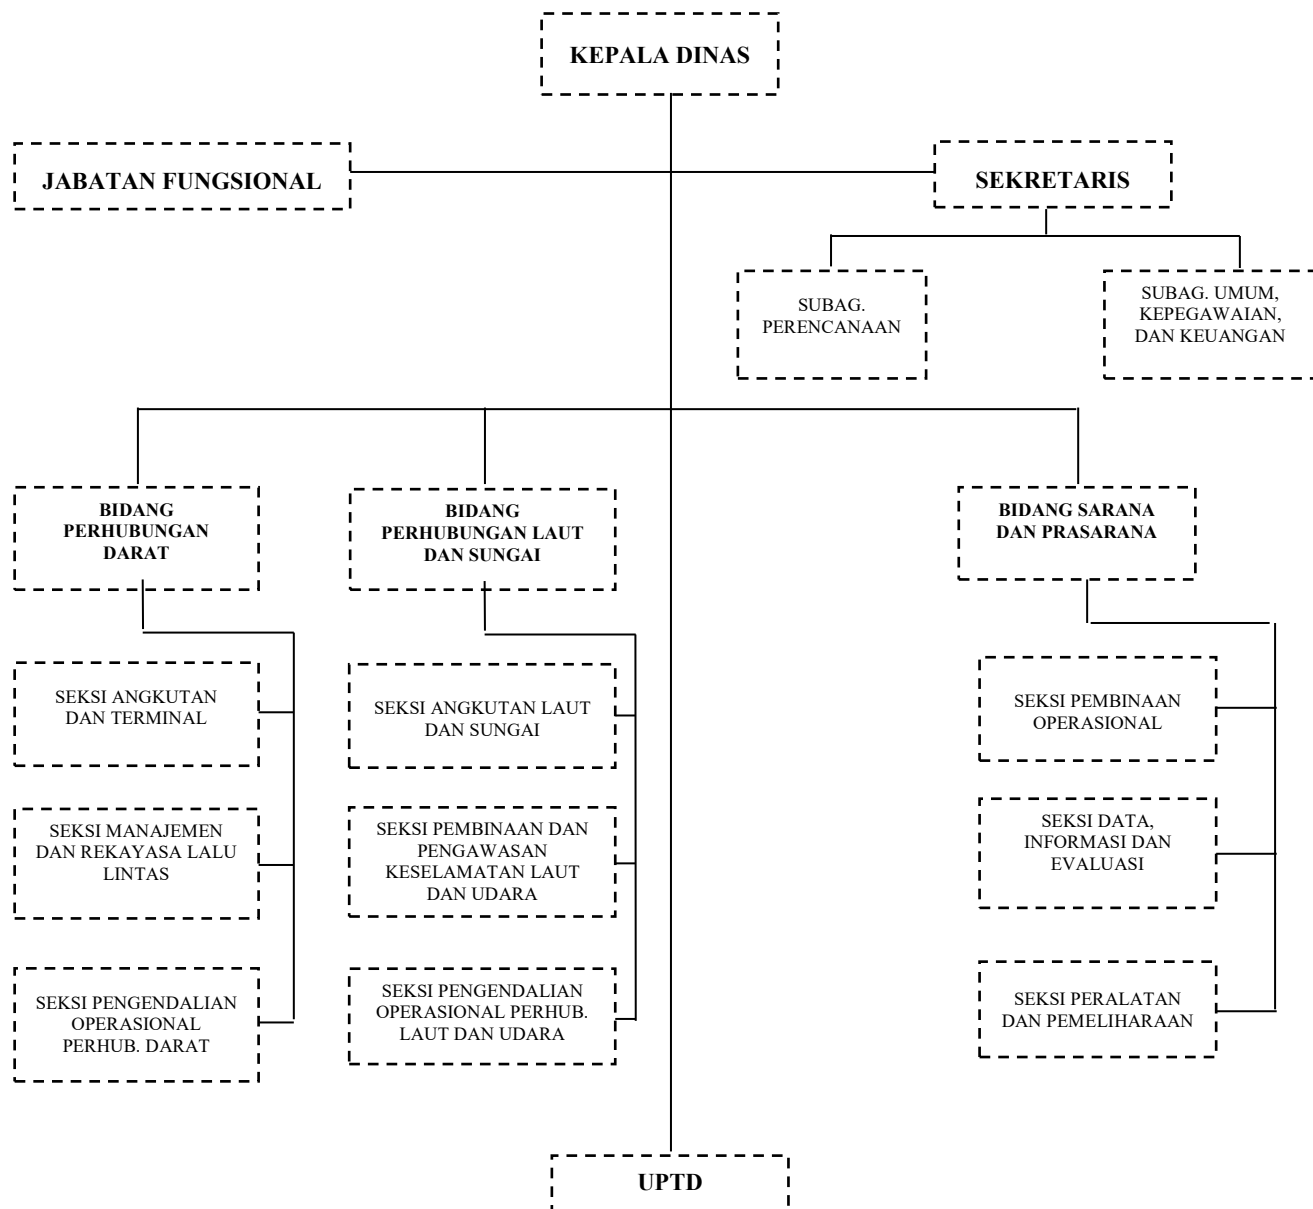 KEPALA DINAS
JABATAN FUNGSIONAL
SEKRETARIS
SUBAG.
PERENCANAAN
SUBAG. UMUM,
KEPEGAWAIAN,
DAN KEUANGAN
BIDANG
PERHUBUNGAN
DARAT
BIDANG
PERHUBUNGAN LAUT
DAN SUNGAI
BIDANG SARANA
DAN PRASARANA
SEKSI ANGKUTAN
DAN TERMINAL
SEKSI ANGKUTAN LAUT
DAN SUNGAI
SEKSI PEMBINAAN
OPERASIONAL
SEKSI MANAJEMEN
DAN REKAYASA LALU
LINTAS
SEKSI PEMBINAAN DAN
PENGAWASAN
KESELAMATAN LAUT
DAN UDARA
SEKSI DATA,
INFORMASI DAN
EVALUASI
SEKSI PENGENDALIAN
OPERASIONAL
PERHUB. DARAT
SEKSI PENGENDALIAN
OPERASIONAL PERHUB.
LAUT DAN UDARA
SEKSI PERALATAN
DAN PEMELIHARAAN
UPTD